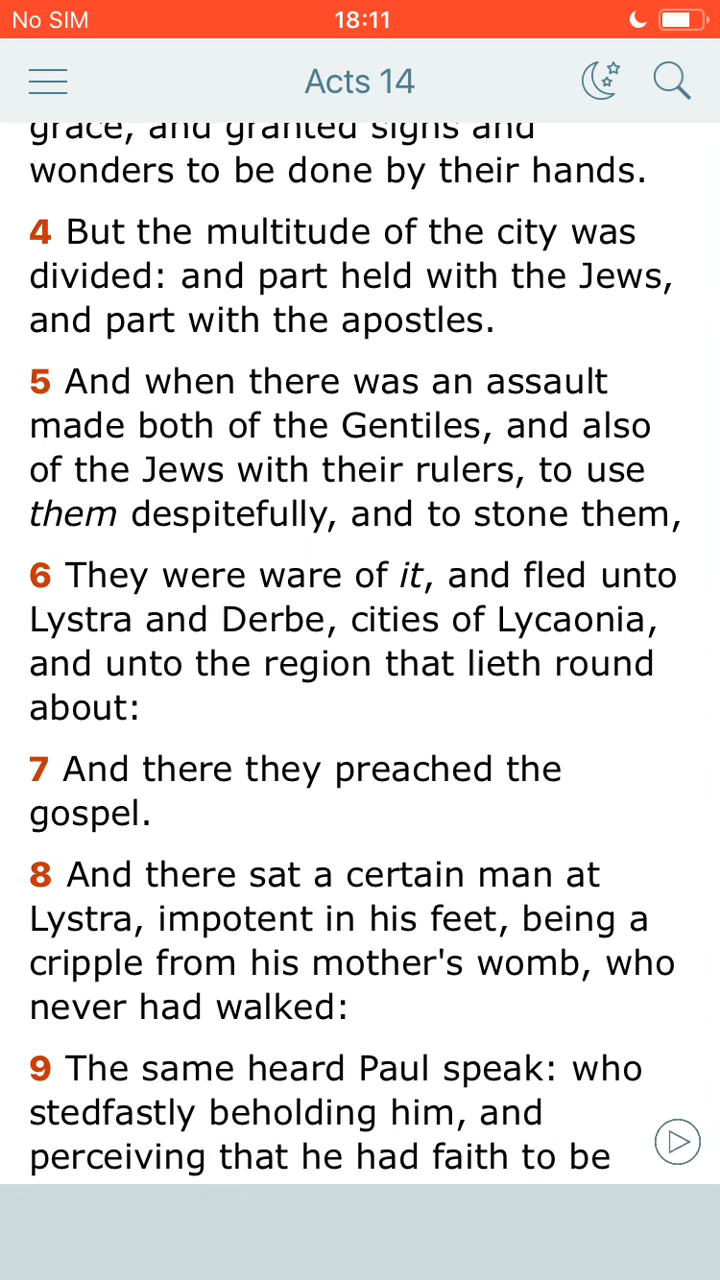 No SIM 18:11
Acts 14
grace, and granted signs and
wonders to be done by their hands.
4 But the multitude of the city was
divided: and part held with the Jews,
and part with the apostles.
5 And when there was an assault
made both of the Gentiles, and also
of the Jews with their rulers, to use
them despitefully, and to stone them,
6 They were ware of it, and fled unto
Lystra and Derbe, cities of Lycaonia,
and unto the region that lieth round
about:
7 And there they preached the
gospel.
8 And there sat a certain man at
Lystra, impotent in his feet, being a
cripple from his mother's womb, who
never had walked:
9 The same heard Paul speak: who
stedfastly beholding him, and
perceiving that he had faith to be